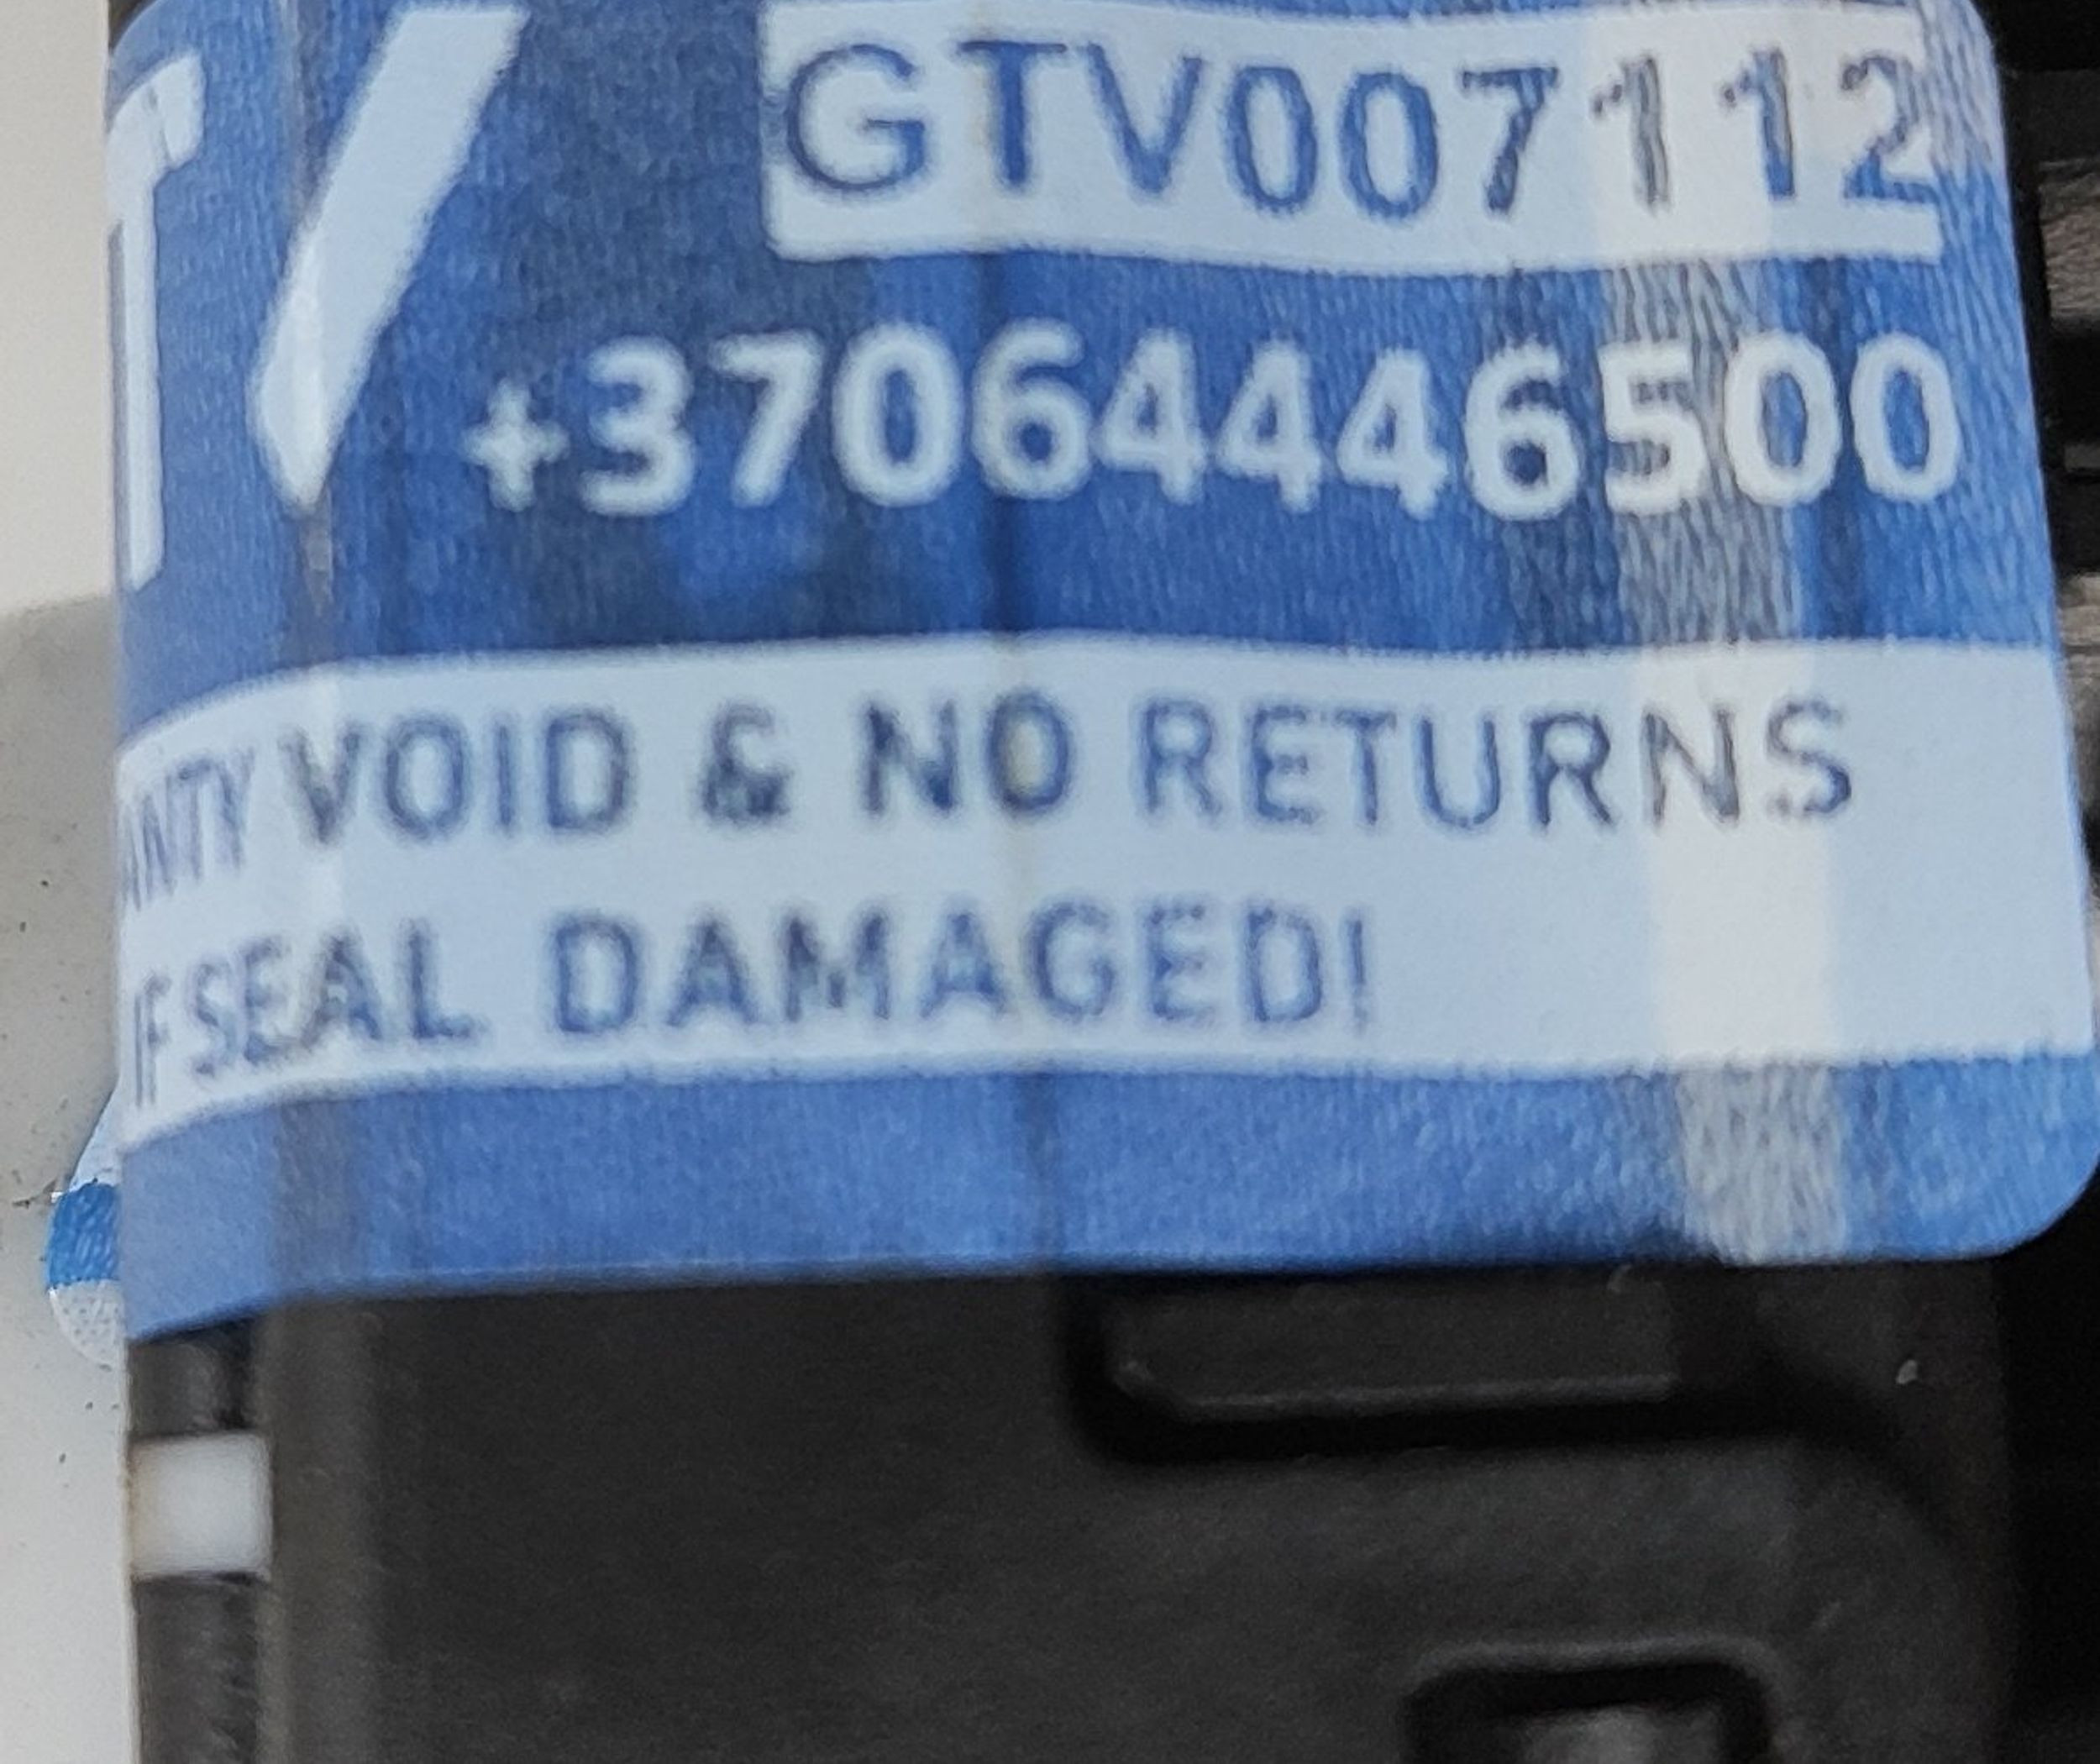 GTV007112
+37064446500
VOID & NO RETURNS
IF SEAL DAMAGED!